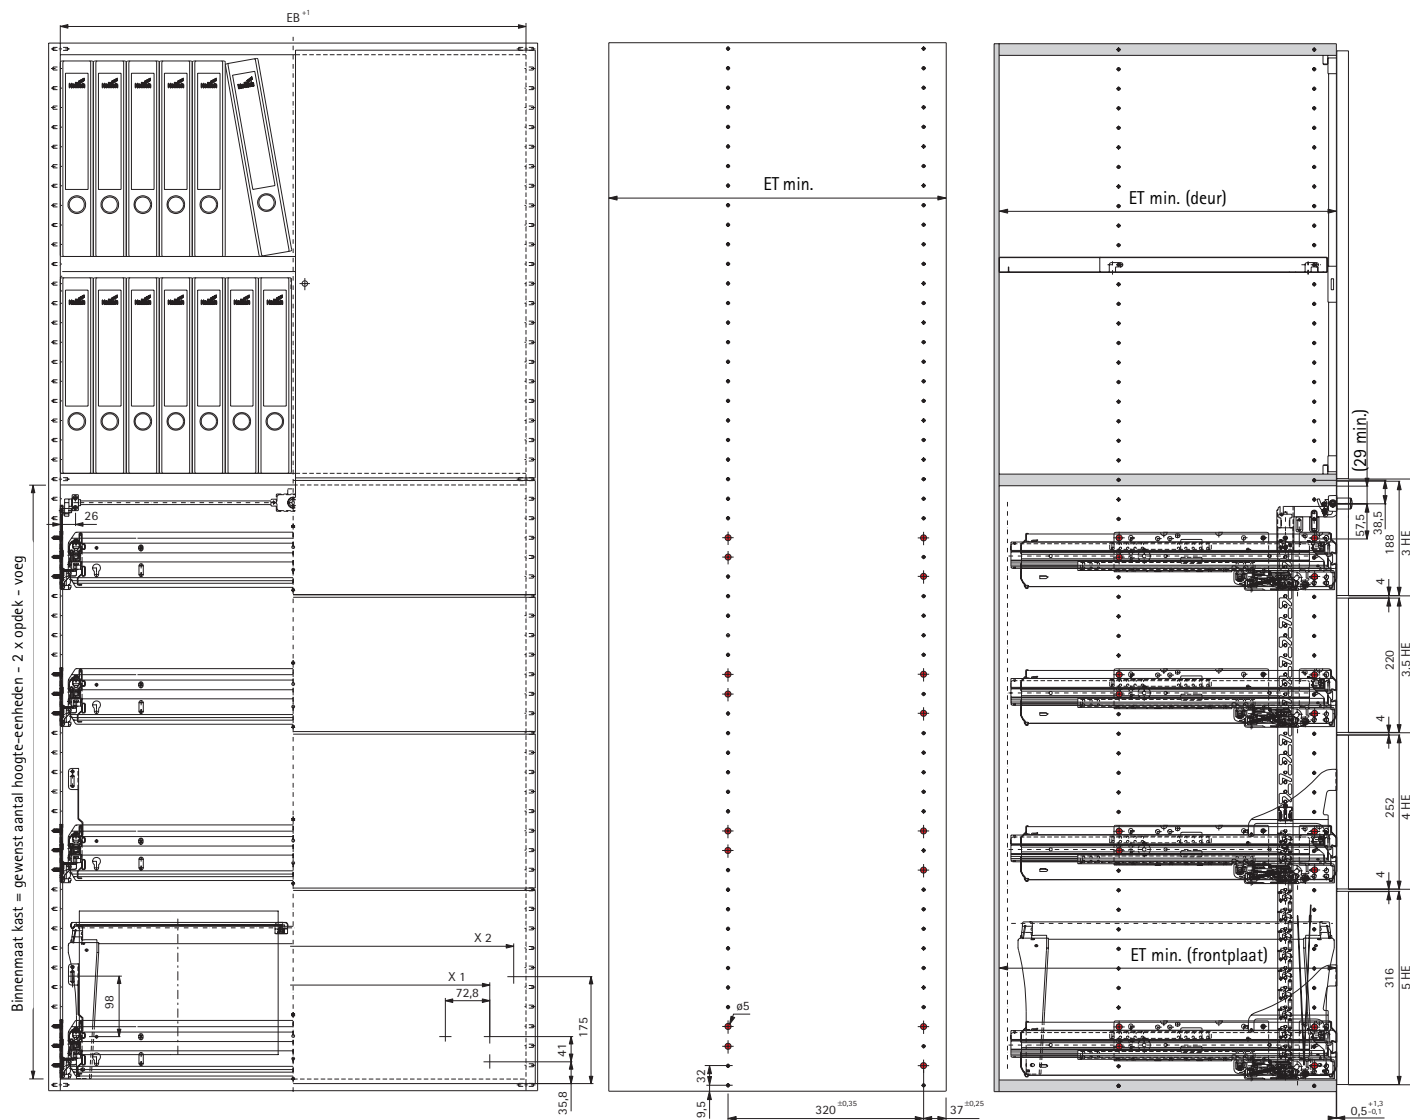 EB +1
ET min.
ET min. (deur)
(29 min.)
26
57,5
38,5
188
3 HE
4
220
3.5 HE
4
252
4 HE
4
316
5 HE
Binnenmaat kast = gewenst aantal hoogte-eenheden - 2 x opdek - voeg
X 2
X 1
72,8
98
175
41
35,8
ø5
32
9,5
320 ±0,35
37 ±0,25
ET min. (frontplaat)
0,5 +1,3 -0,1